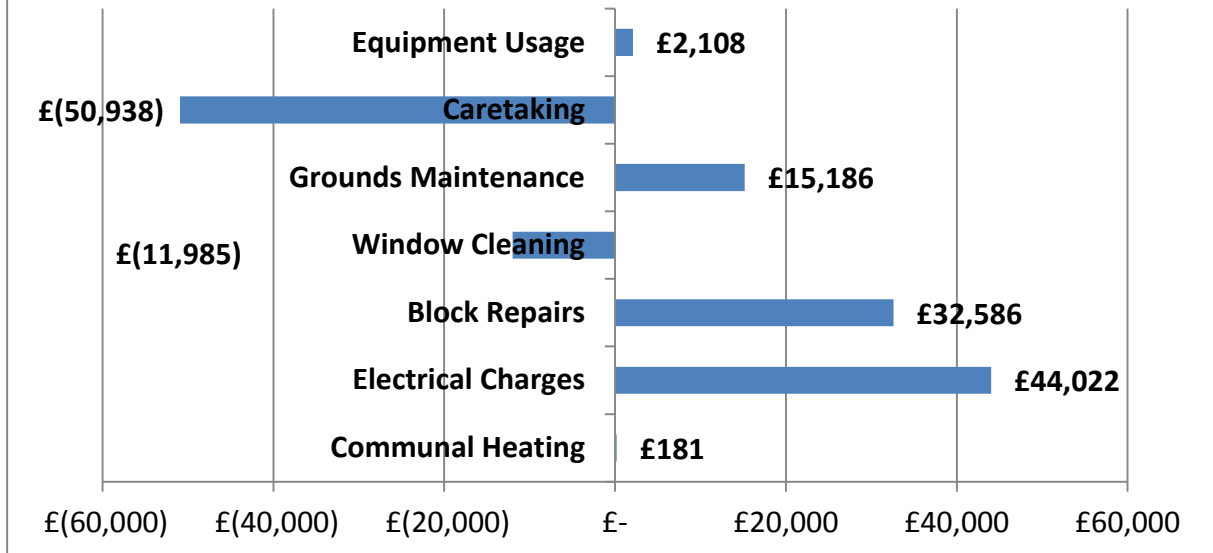 Equipment Usage £2,108
£(50,938) Caretaking
Grounds Maintenance £15,186
£(11,985) Window Cleaning
Block Repairs £32,586
Electrical Charges £44,022
Communal Heating £181
£(60,000) £(40,000) £(20,000) £- £20,000 £40,000 £60,000